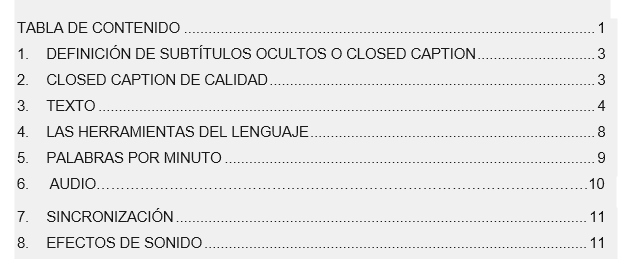 TABLA DE CONTENIDO ........................................................................................ 1
1. DEFINICIÓN DE SUBTÍTULOS OCULTOS O CLOSED CAPTION......................... 3
2. CLOSED CAPTION DE CALIDAD..................................................................... 3
3. TEXTO ......................................................................................................... 4
4. LAS HERRAMIENTAS DEL LENGUAJE............................................................. 8
5. PALABRAS POR MINUTO ............................................................................... 9
6. AUDIO.........................................................................................................10
7. SINCRONIZACIÓN ......................................................................................... 11
8. EFECTOS DE SONIDO ................................................................................... 11